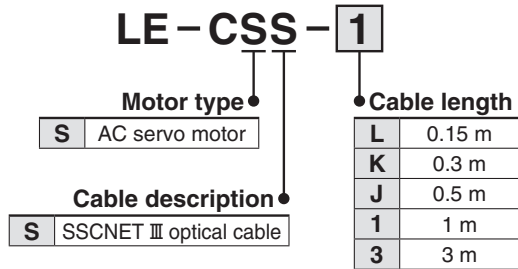 LE－CSS－1
Motor type
S AC servo motor
Cable description
S SSCNET Ⅲ optical cable
Cable length
L 0.15 m
K 0.3 m
J 0.5 m
1 1 m
3 3 m